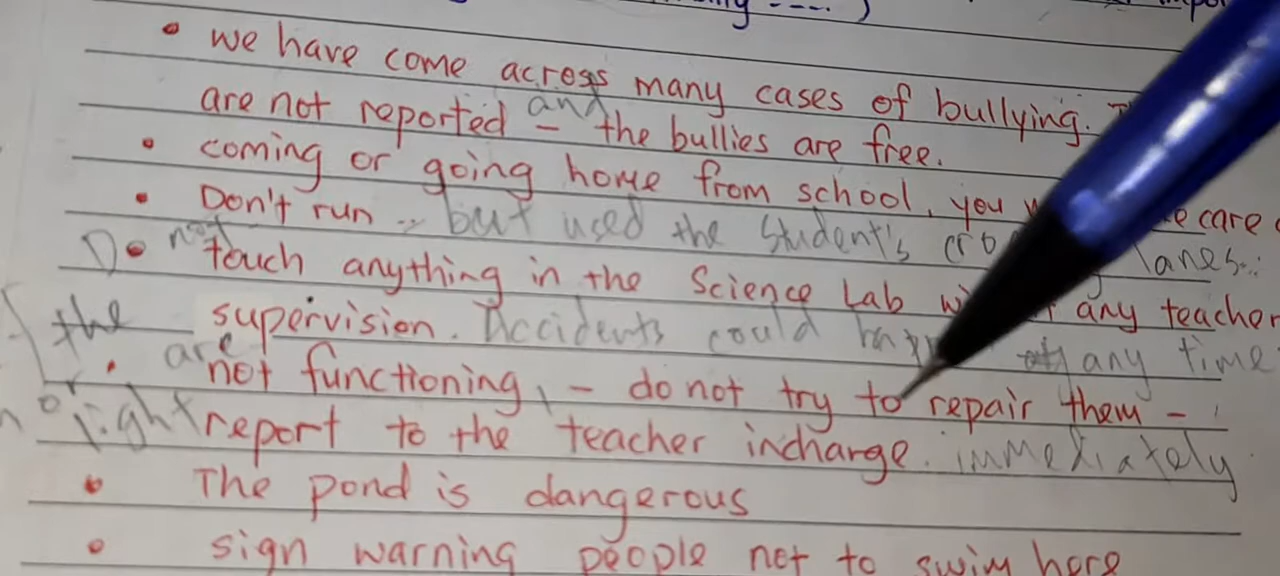 • we have come across many cases of bullying.
are not reported and – the bullies are free.
• coming or going home from school, you care
• Don't run .. but used the student's lanes..
Do not • touch anything in the Science Lab any teacher
supervision. Accidents could any time
the
• are not functioning, – do not try to repair them –
light report to the teacher incharge. immediately
• The pond is dangerous
• sign warning people not to swim here